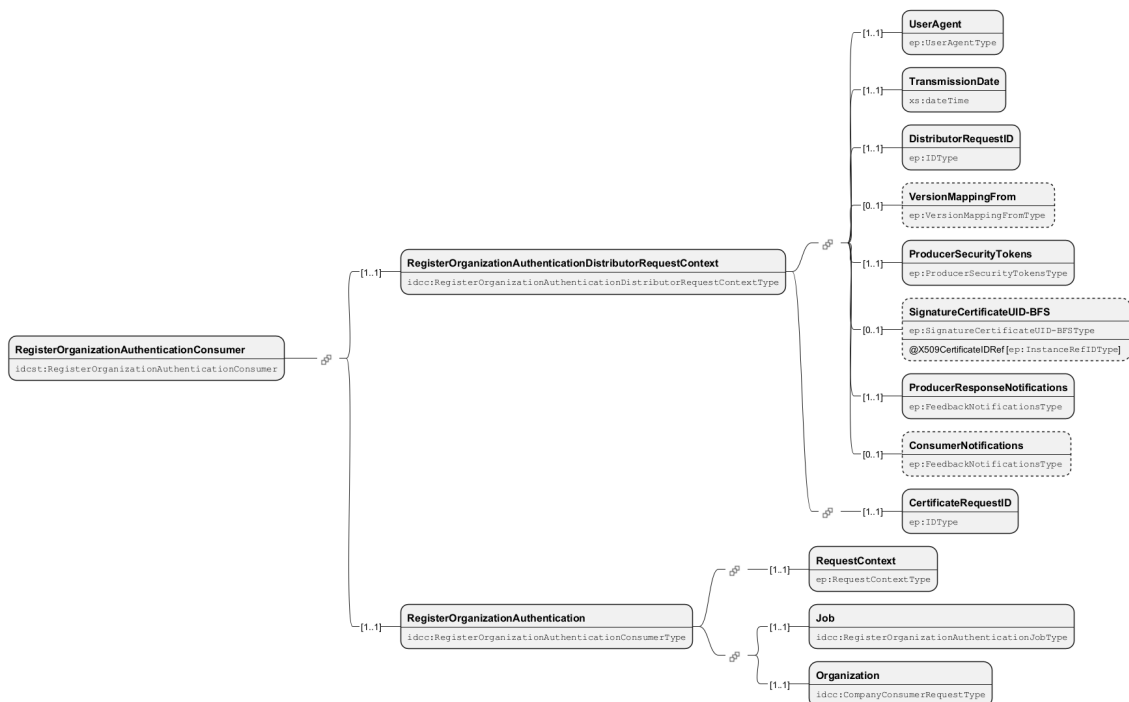 [1..1]
UserAgent
ep:UserAgentType
[1..1]
TransmissionDate
xs:dateTime
[1..1]
DistributorRequestID
ep:IDType
[0..1]
VersionMappingFrom
ep:VersionMappingFromType
[1..1]
RegisterOrganizationAuthenticationDistributorRequestContext
idcc:RegisterOrganizationAuthenticationDistributorRequestContextType
[1..1]
ProducerSecurityTokens
ep:ProducerSecurityTokensType
[0..1]
SignatureCertificateUID-BFS
ep:SignatureCertificateUID-BFSType
@X509CertificateIDRef [ep:InstanceRefIDType]
RegisterOrganizationAuthenticationConsumer
idcst:RegisterOrganizationAuthenticationConsumer
[1..1]
ProducerResponseNotifications
ep:FeedbackNotificationsType
[0..1]
ConsumerNotifications
ep:FeedbackNotificationsType
[1..1]
CertificateRequestID
ep:IDType
[1..1]
RequestContext
ep:RequestContextType
[1..1]
RegisterOrganizationAuthentication
idcc:RegisterOrganizationAuthenticationConsumerType
[1..1]
Job
idcc:RegisterOrganizationAuthenticationJobType
[1..1]
Organization
idcc:CompanyConsumerRequestType